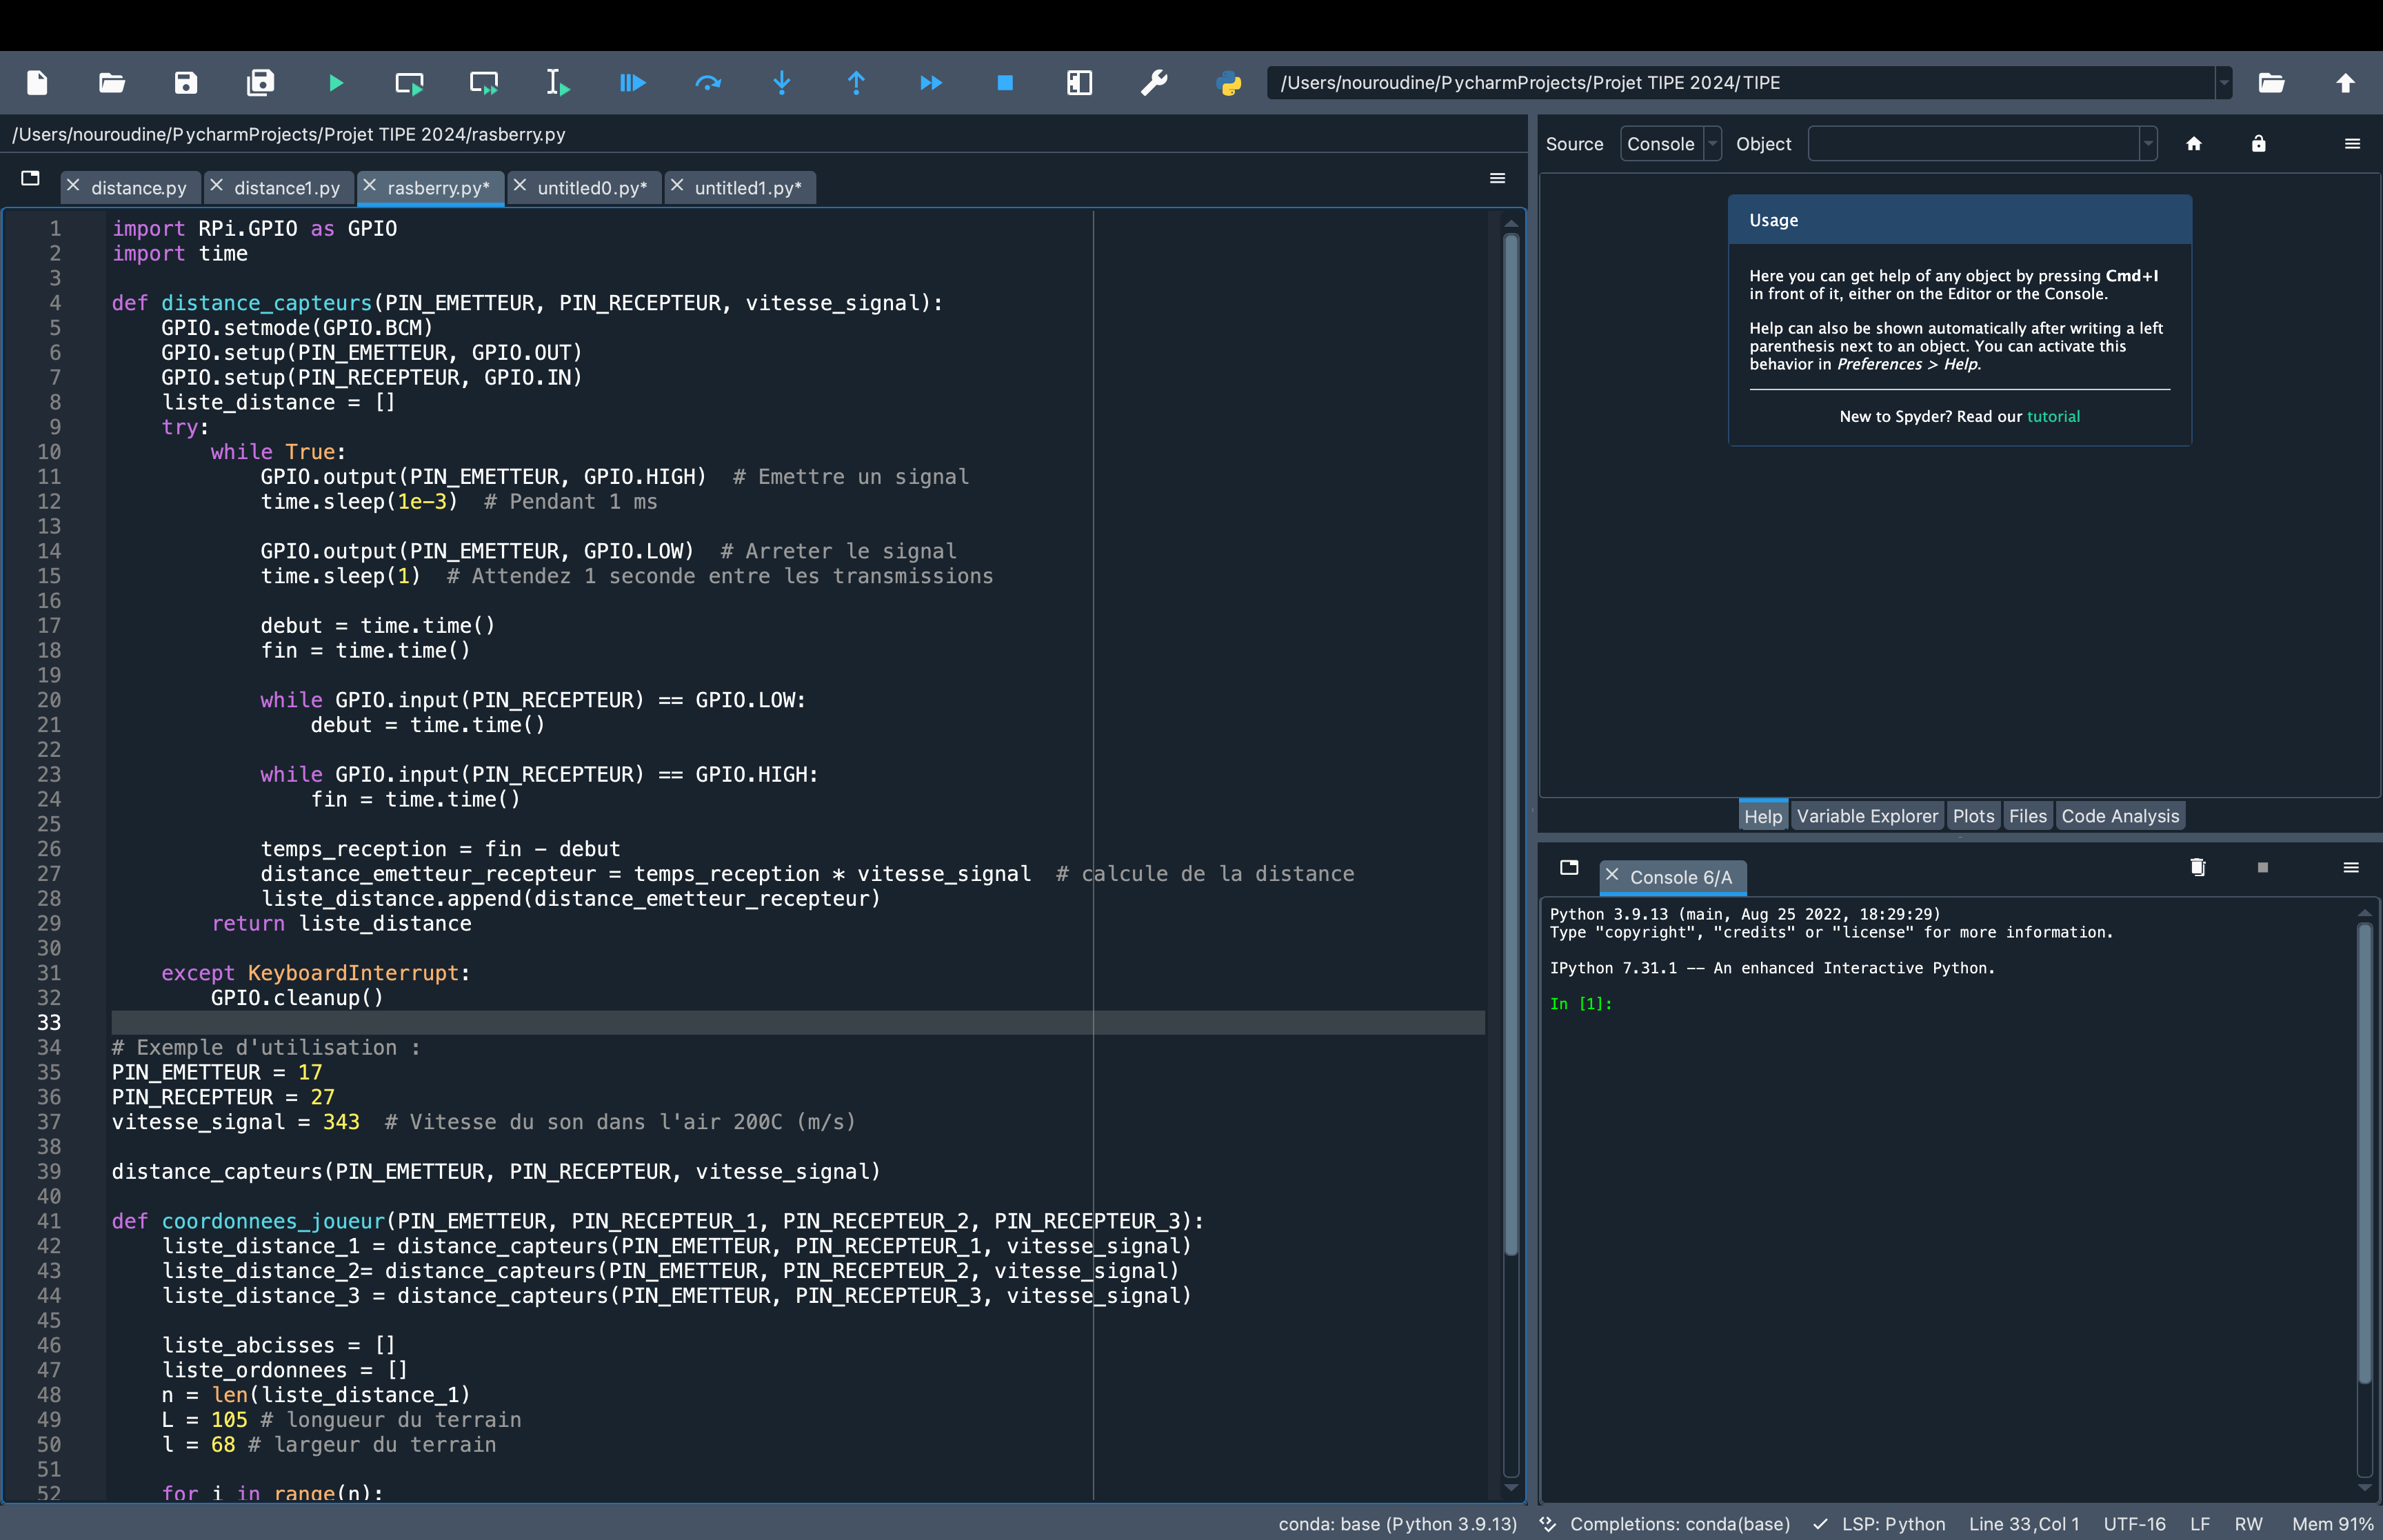 /Users/nouroudine/PycharmProjects/Projet TIPE 2024/TIPE
/Users/nouroudine/PycharmProjects/Projet TIPE 2024/rasberry.py
distance.py distance1.py rasberry.py* untitled0.py* untitled1.py*
1 import RPi.GPIO as GPIO
2 import time
3
4 def distance_capteurs(PIN_EMETTEUR, PIN_RECEPTEUR, vitesse_signal):
5     GPIO.setmode(GPIO.BCM)
6     GPIO.setup(PIN_EMETTEUR, GPIO.OUT)
7     GPIO.setup(PIN_RECEPTEUR, GPIO.IN)
8     liste_distance = []
9     try:
10         while True:
11             GPIO.output(PIN_EMETTEUR, GPIO.HIGH)  # Emettre un signal
12             time.sleep(1e-3)  # Pendant 1 ms
13
14             GPIO.output(PIN_EMETTEUR, GPIO.LOW)  # Arreter le signal
15             time.sleep(1)  # Attendez 1 seconde entre les transmissions
16
17             debut = time.time()
18             fin = time.time()
19
20             while GPIO.input(PIN_RECEPTEUR) == GPIO.LOW:
21                 debut = time.time()
22
23             while GPIO.input(PIN_RECEPTEUR) == GPIO.HIGH:
24                 fin = time.time()
25
26             temps_reception = fin - debut
27             distance_emetteur_recepteur = temps_reception * vitesse_signal  # calcule de la distance
28             liste_distance.append(distance_emetteur_recepteur)
29         return liste_distance
30
31     except KeyboardInterrupt:
32         GPIO.cleanup()
33
34 # Exemple d'utilisation :
35 PIN_EMETTEUR = 17
36 PIN_RECEPTEUR = 27
37 vitesse_signal = 343  # Vitesse du son dans l'air 200C (m/s)
38
39 distance_capteurs(PIN_EMETTEUR, PIN_RECEPTEUR, vitesse_signal)
40
41 def coordonnees_joueur(PIN_EMETTEUR, PIN_RECEPTEUR_1, PIN_RECEPTEUR_2, PIN_RECEPTEUR_3):
42     liste_distance_1 = distance_capteurs(PIN_EMETTEUR, PIN_RECEPTEUR_1, vitesse_signal)
43     liste_distance_2= distance_capteurs(PIN_EMETTEUR, PIN_RECEPTEUR_2, vitesse_signal)
44     liste_distance_3 = distance_capteurs(PIN_EMETTEUR, PIN_RECEPTEUR_3, vitesse_signal)
45
46     liste_abcisses = []
47     liste_ordonnees = []
48     n = len(liste_distance_1)
49     L = 105 # longueur du terrain
50     l = 68 # largeur du terrain
51
52     for i in range(n):
Source Console Object
Usage
Here you can get help of any object by pressing Cmd+I
in front of it, either on the Editor or the Console.
Help can also be shown automatically after writing a left
parenthesis next to an object. You can activate this
behavior in Preferences > Help.
New to Spyder? Read our tutorial
Help Variable Explorer Plots Files Code Analysis
Console 6/A
Python 3.9.13 (main, Aug 25 2022, 18:29:29)
Type "copyright", "credits" or "license" for more information.
IPython 7.31.1 -- An enhanced Interactive Python.
In [1]:
conda: base (Python 3.9.13) Completions: conda(base) LSP: Python Line 33,Col 1 UTF-16 LF RW Mem 91%